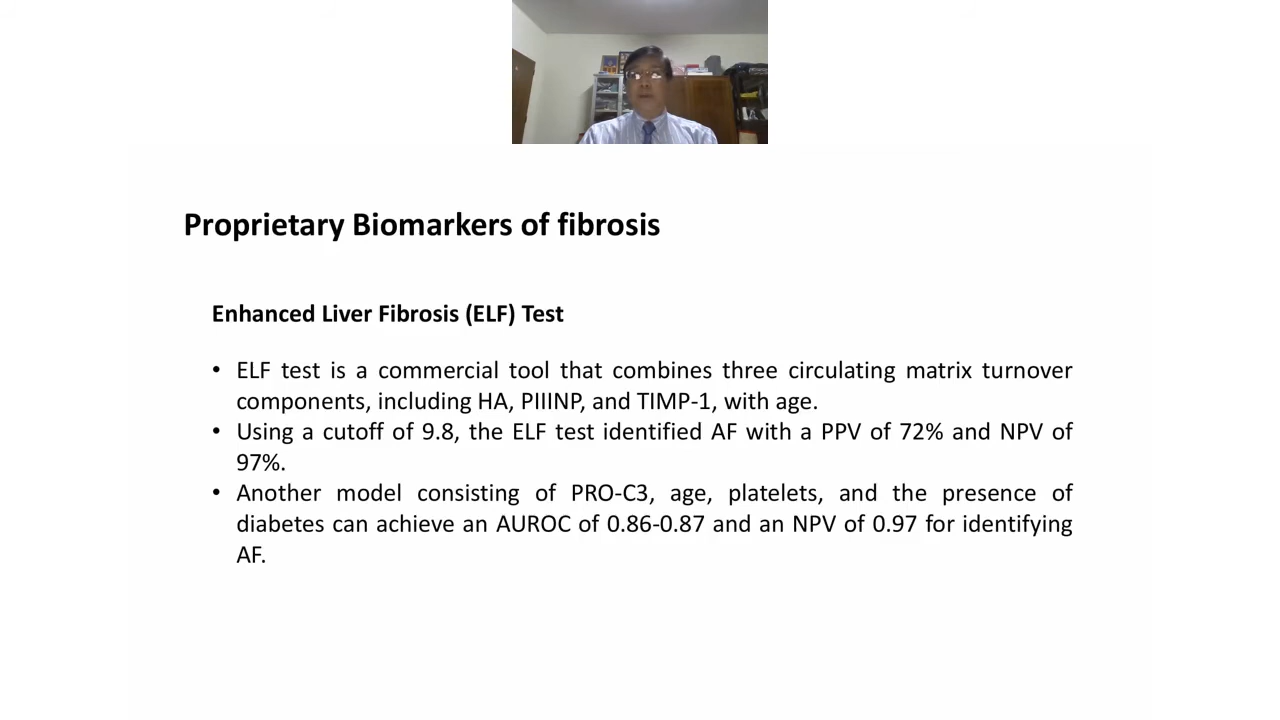 Proprietary Biomarkers of fibrosis
Enhanced Liver Fibrosis (ELF) Test
• ELF test is a commercial tool that combines three circulating matrix turnover
components, including HA, PIIINP, and TIMP-1, with age.
• Using a cutoff of 9.8, the ELF test identified AF with a PPV of 72% and NPV of
97%.
• Another model consisting of PRO-C3, age, platelets, and the presence of
diabetes can achieve an AUROC of 0.86-0.87 and an NPV of 0.97 for identifying
AF.